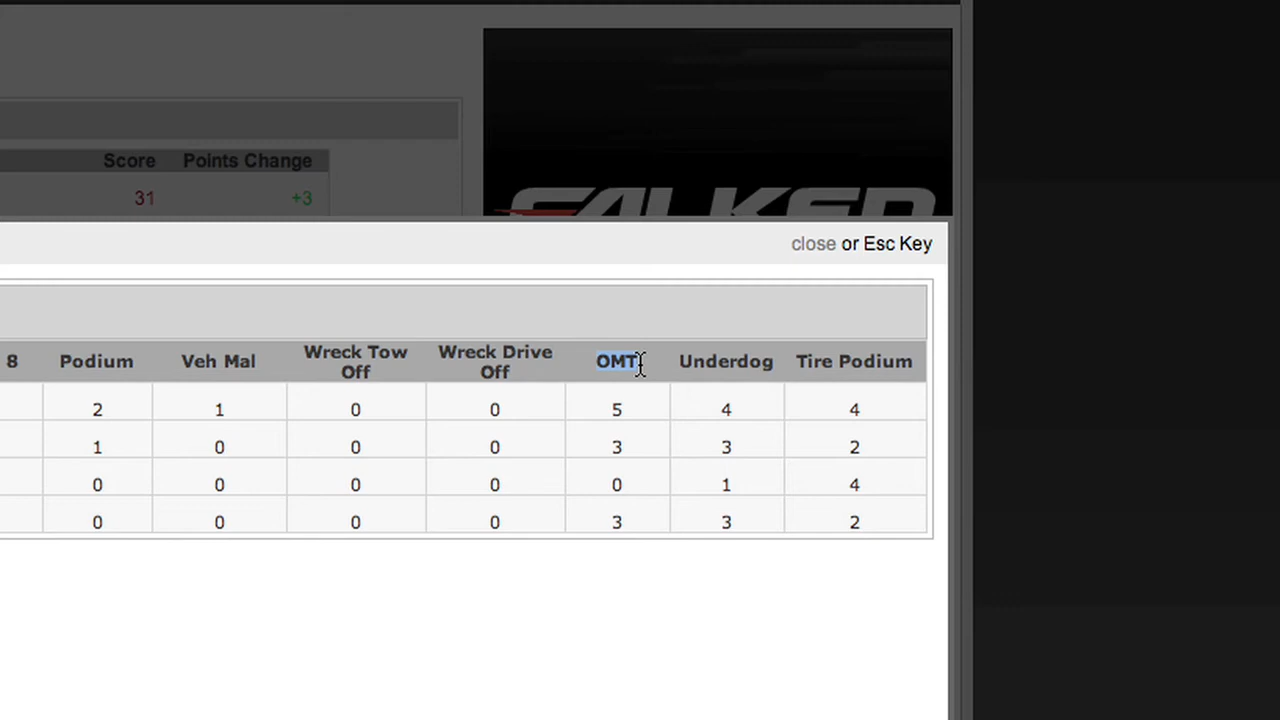 Score Points Change
31 +3
FALKEN
close or Esc Key
8 Podium Veh Mal Wreck Tow Off Wreck Drive Off OMT Underdog Tire Podium
2 1 0 0 5 4 4
1 0 0 0 3 3 2
0 0 0 0 0 1 4
0 0 0 0 3 3 2